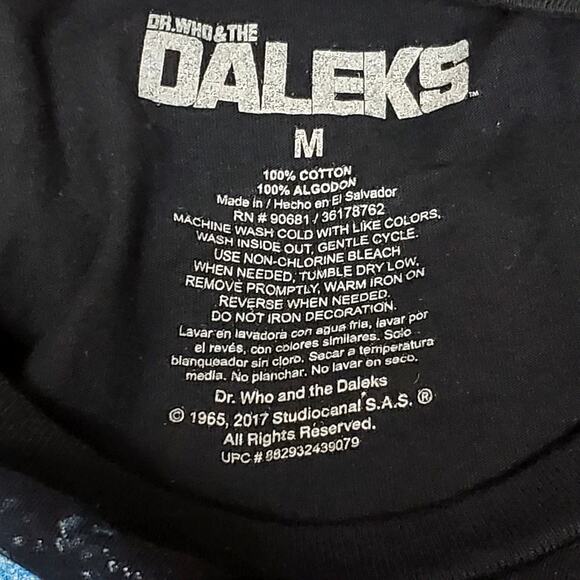 DR. WHO & THE
DALEKS™
M
100% COTTON
100% ALGODON
Made in / Hecho en El Salvador
RN # 90681 / 36178762
MACHINE WASH COLD WITH LIKE COLORS,
WASH INSIDE OUT, GENTLE CYCLE.
USE NON-CHLORINE BLEACH
WHEN NEEDED, TUMBLE DRY LOW,
REMOVE PROMPTLY, WARM IRON ON
REVERSE WHEN NEEDED.
DO NOT IRON DECORATION.
Lavar en lavadora con agua fria, lavar por
el revés, con colores similares. Solo
blanqueador sin cloro. Secar a temperatura
media. No planchar. No lavar en seco.
Dr. Who and the Daleks
© 1965, 2017 Studiocanal S.A.S. ®
All Rights Reserved.
UPC # 882932439079